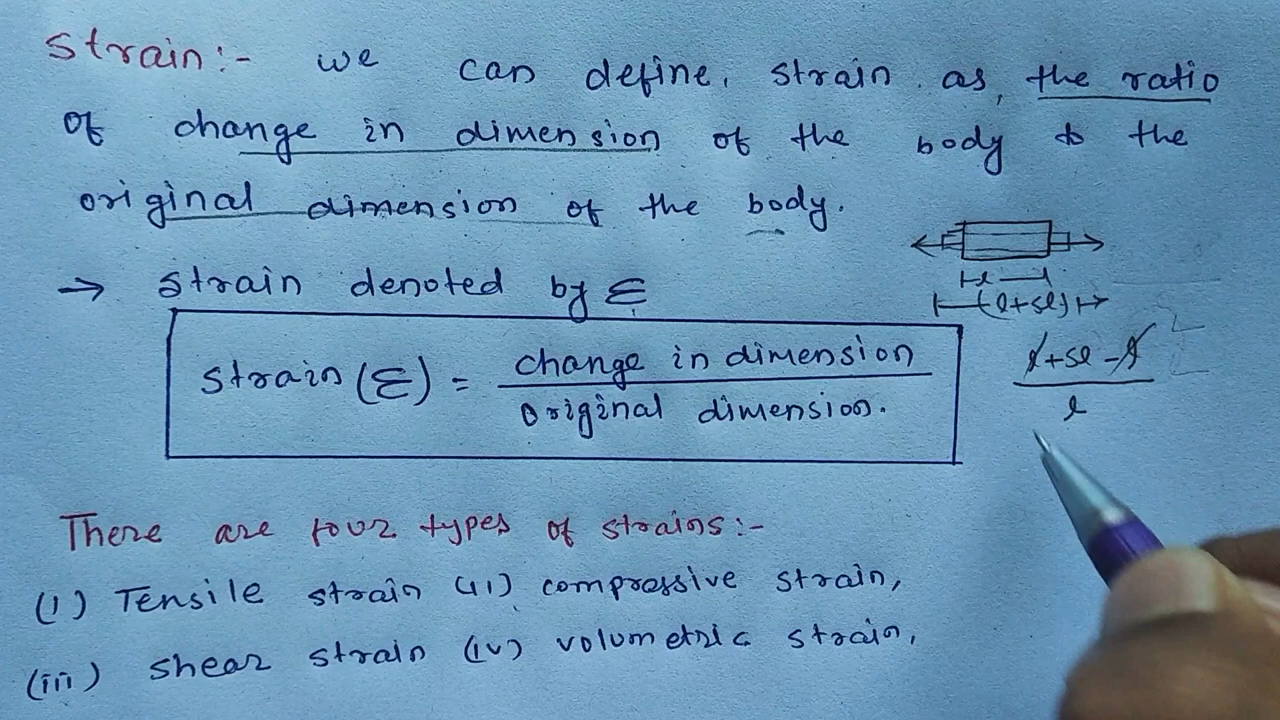 Strain:- we can define, strain as, the ratio
of change in dimension of the body to the
original dimension of the body.
→ strain denoted by Σ
l
(l+Sl)
strain (Σ) = change in dimension
original dimension.
l+Sl-l
l
There are four types of strains:-
(i) Tensile strain (ii) compressive strain,
(iii) shear strain (iv) volumetric strain,